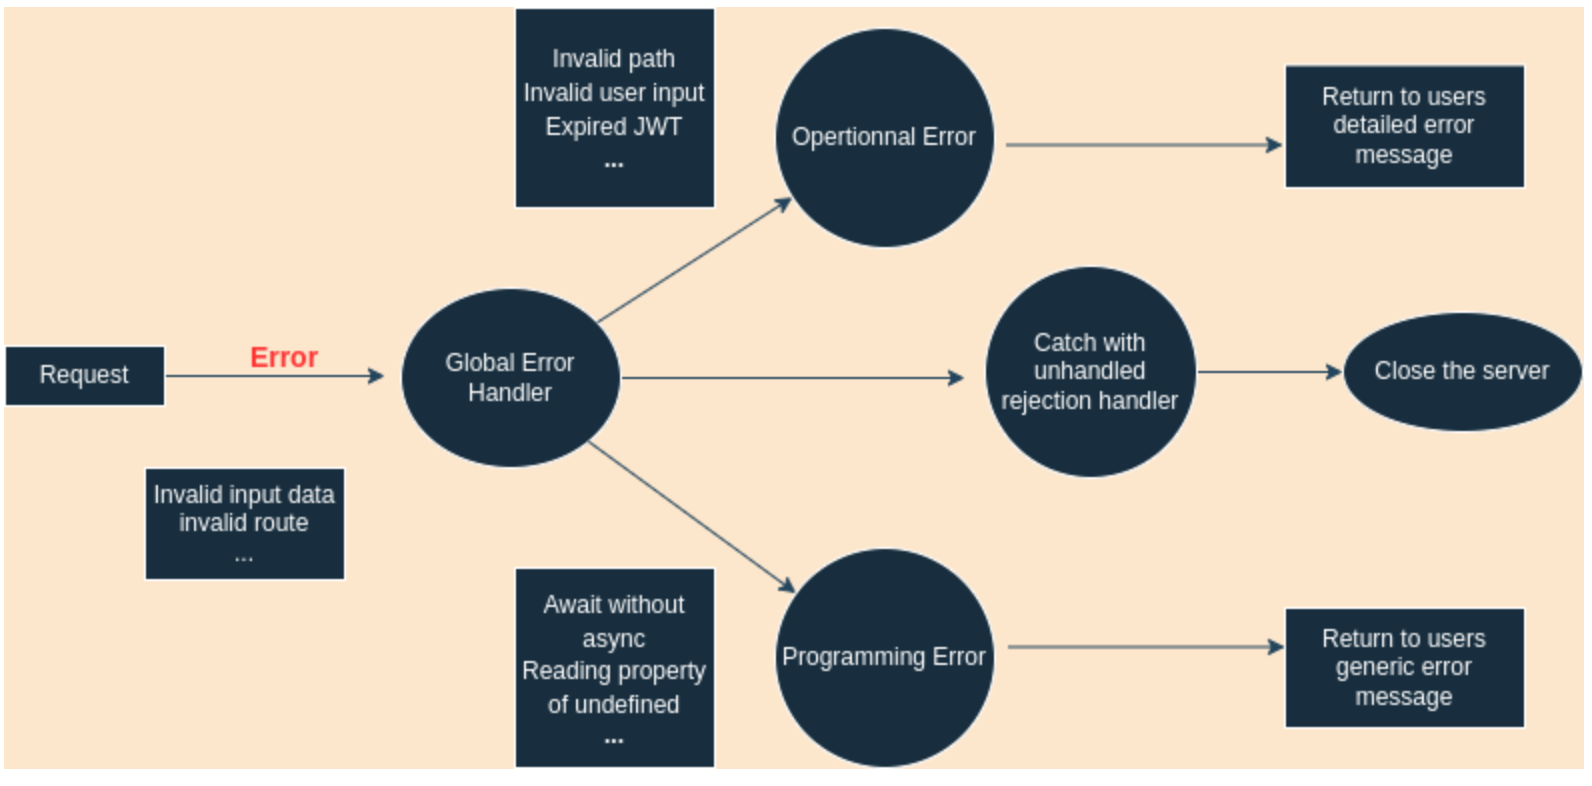 Invalid path
Invalid user input
Expired JWT
...
Opertionnal Error
Return to users
detailed error
message
Request
Error
Global Error
Handler
Catch with
unhandled
rejection handler
Close the server
Invalid input data
invalid route
...
Await without
async
Reading property
of undefined
...
Programming Error
Return to users
generic error
message